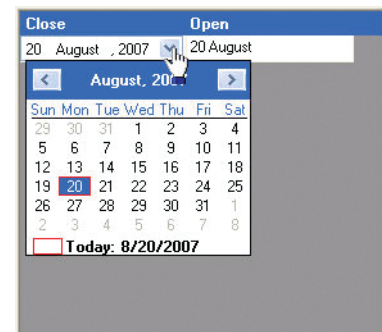 Close Open
20 August , 2007 20 August
August, 20
Sun Mon Tue Wed Thu Fri Sat
29 30 31 1 2 3 4
5 6 7 8 9 10 11
12 13 14 15 16 17 18
19 20 21 22 23 24 25
26 27 28 29 30 31 1
2 3 4 5 6 7 8
Today: 8/20/2007